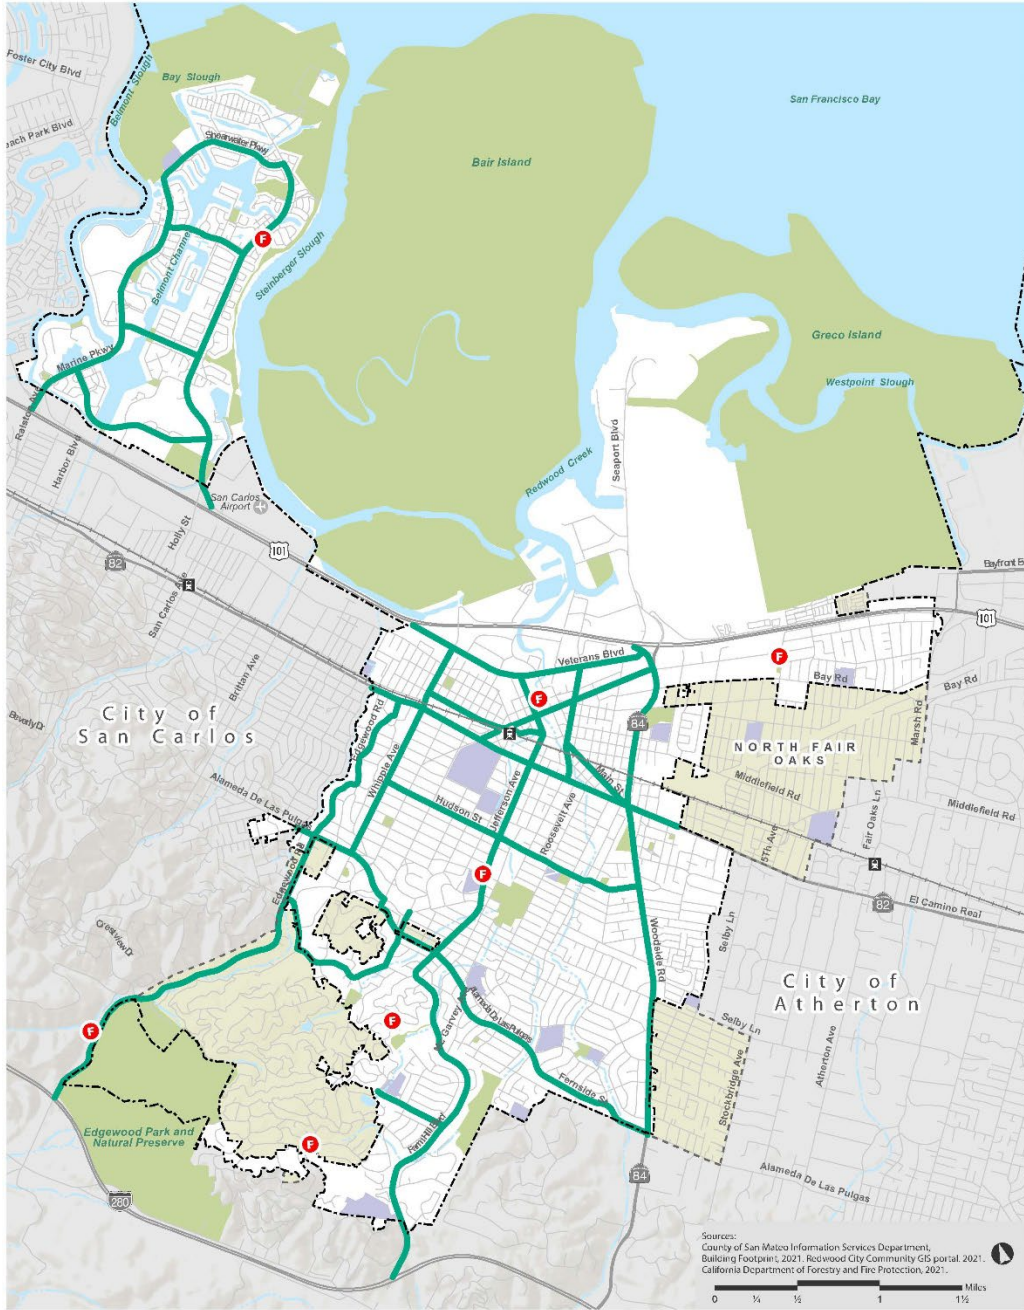 Foster City Blvd
Belmont Slough
Bay Slough
San Francisco Bay
each Park Blvd
Shearwater Pkwy
Bair Island
F
Belmont Channel
Steinberger Slough
Greco Island
Marine Pkwy
Westpoint Slough
Ralston Ave
Harbor Blvd
Seaport Blvd
Redwood Creek
San Carlos
Airport
Holly St
101
82
Bayfront E
San Carlos Ave
101
Brittan Ave
Veterans Blvd
F
Bay Rd
Bay Rd
Beverly Dr
City of
San Carlos
Edgewood Rd
F
84
Marsh Rd
NORTH FAIR
OAKS
Whipple Ave
Main St
Middlefield Rd
Alameda De Las Pulgas
Hudson St
Jefferson Ave
Roosevelt Ave
Fair Oaks Ln
Middlefield Rd
5Th Ave
Edgewood Rd
F
82
El Camino Real
Crestview Dr
Woodside Rd
Selby Ln
City of
Atherton
F
F
Mc Garvey Ave
Alameda De Las Pulgas
Selby Ln
Atherton Ave
Stockbridge Ave
Fernside St
Edgewood Park and
Natural Preserve
F
Farm Hill Blvd
84
Alameda De Las Pulgas
280
Sources:
County of San Mateo Information Services Department,
Building Footprint, 2021. Redwood City Community GIS portal, 2021.
California Department of Forestry and Fire Protection, 2021.
Miles
0 ¼ ½ 1 1½